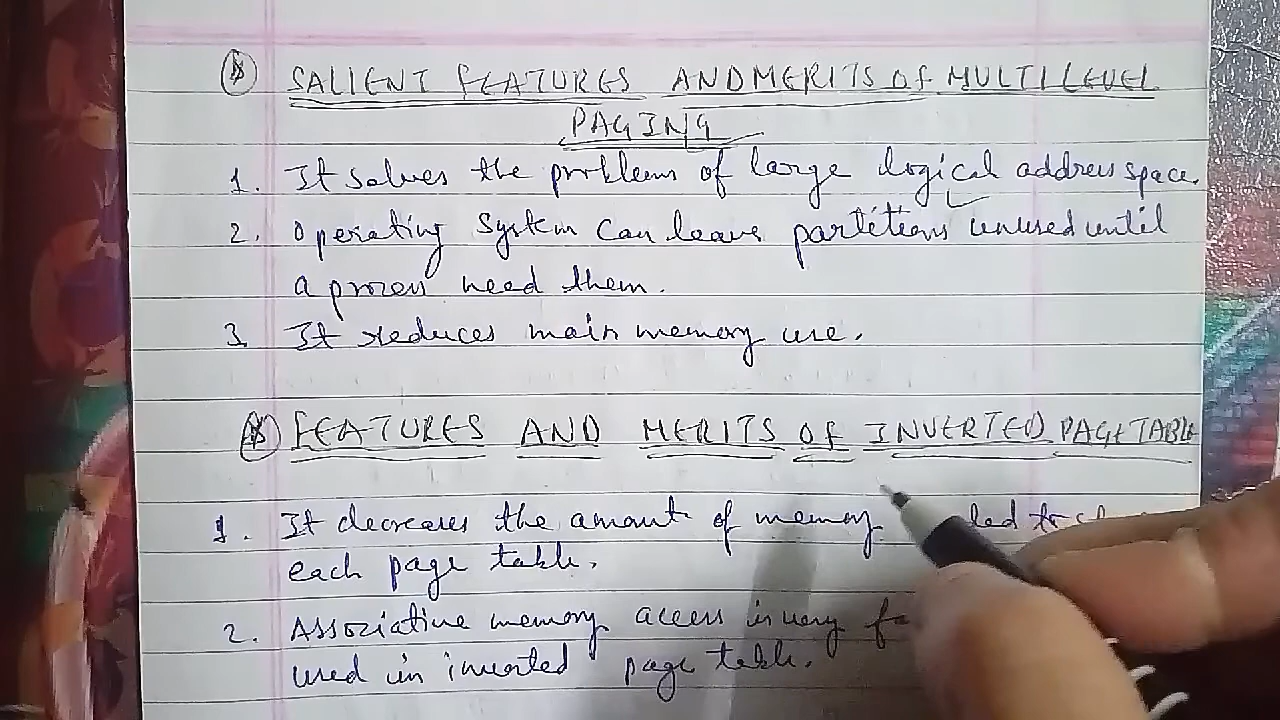 SALIENT FEATURES AND MERITS OF MULTILEVEL
PAGING
1. It solves the problem of large logical address space.
2. Operating System can leave partitions unused until
a process need them.
3. It reduces main memory use.
FEATURES AND MERITS OF INVERTED PAGE TABLE
1. It decreases the amount of memory
each page table.
2. Associative memory access is very
used in inverted page table.